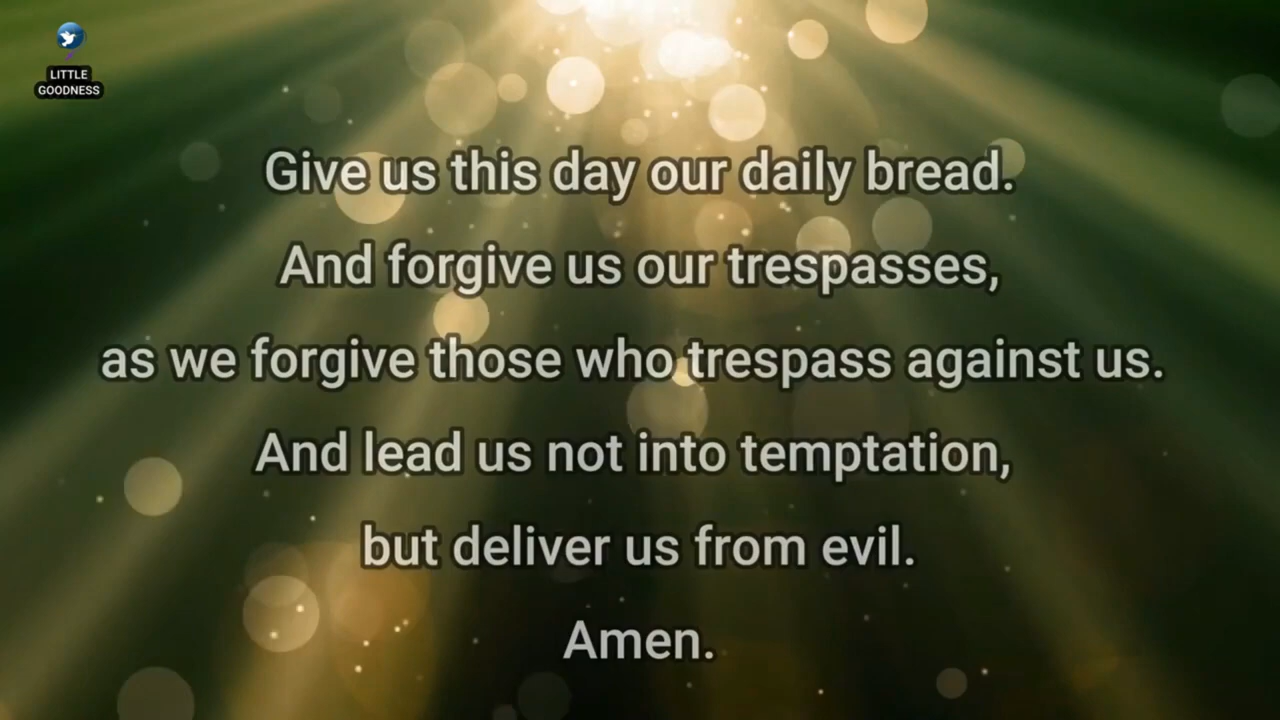 LITTLE
GOODNESS
Give us this day our daily bread.
And forgive us our trespasses,
as we forgive those who trespass against us.
And lead us not into temptation,
but deliver us from evil.
Amen.